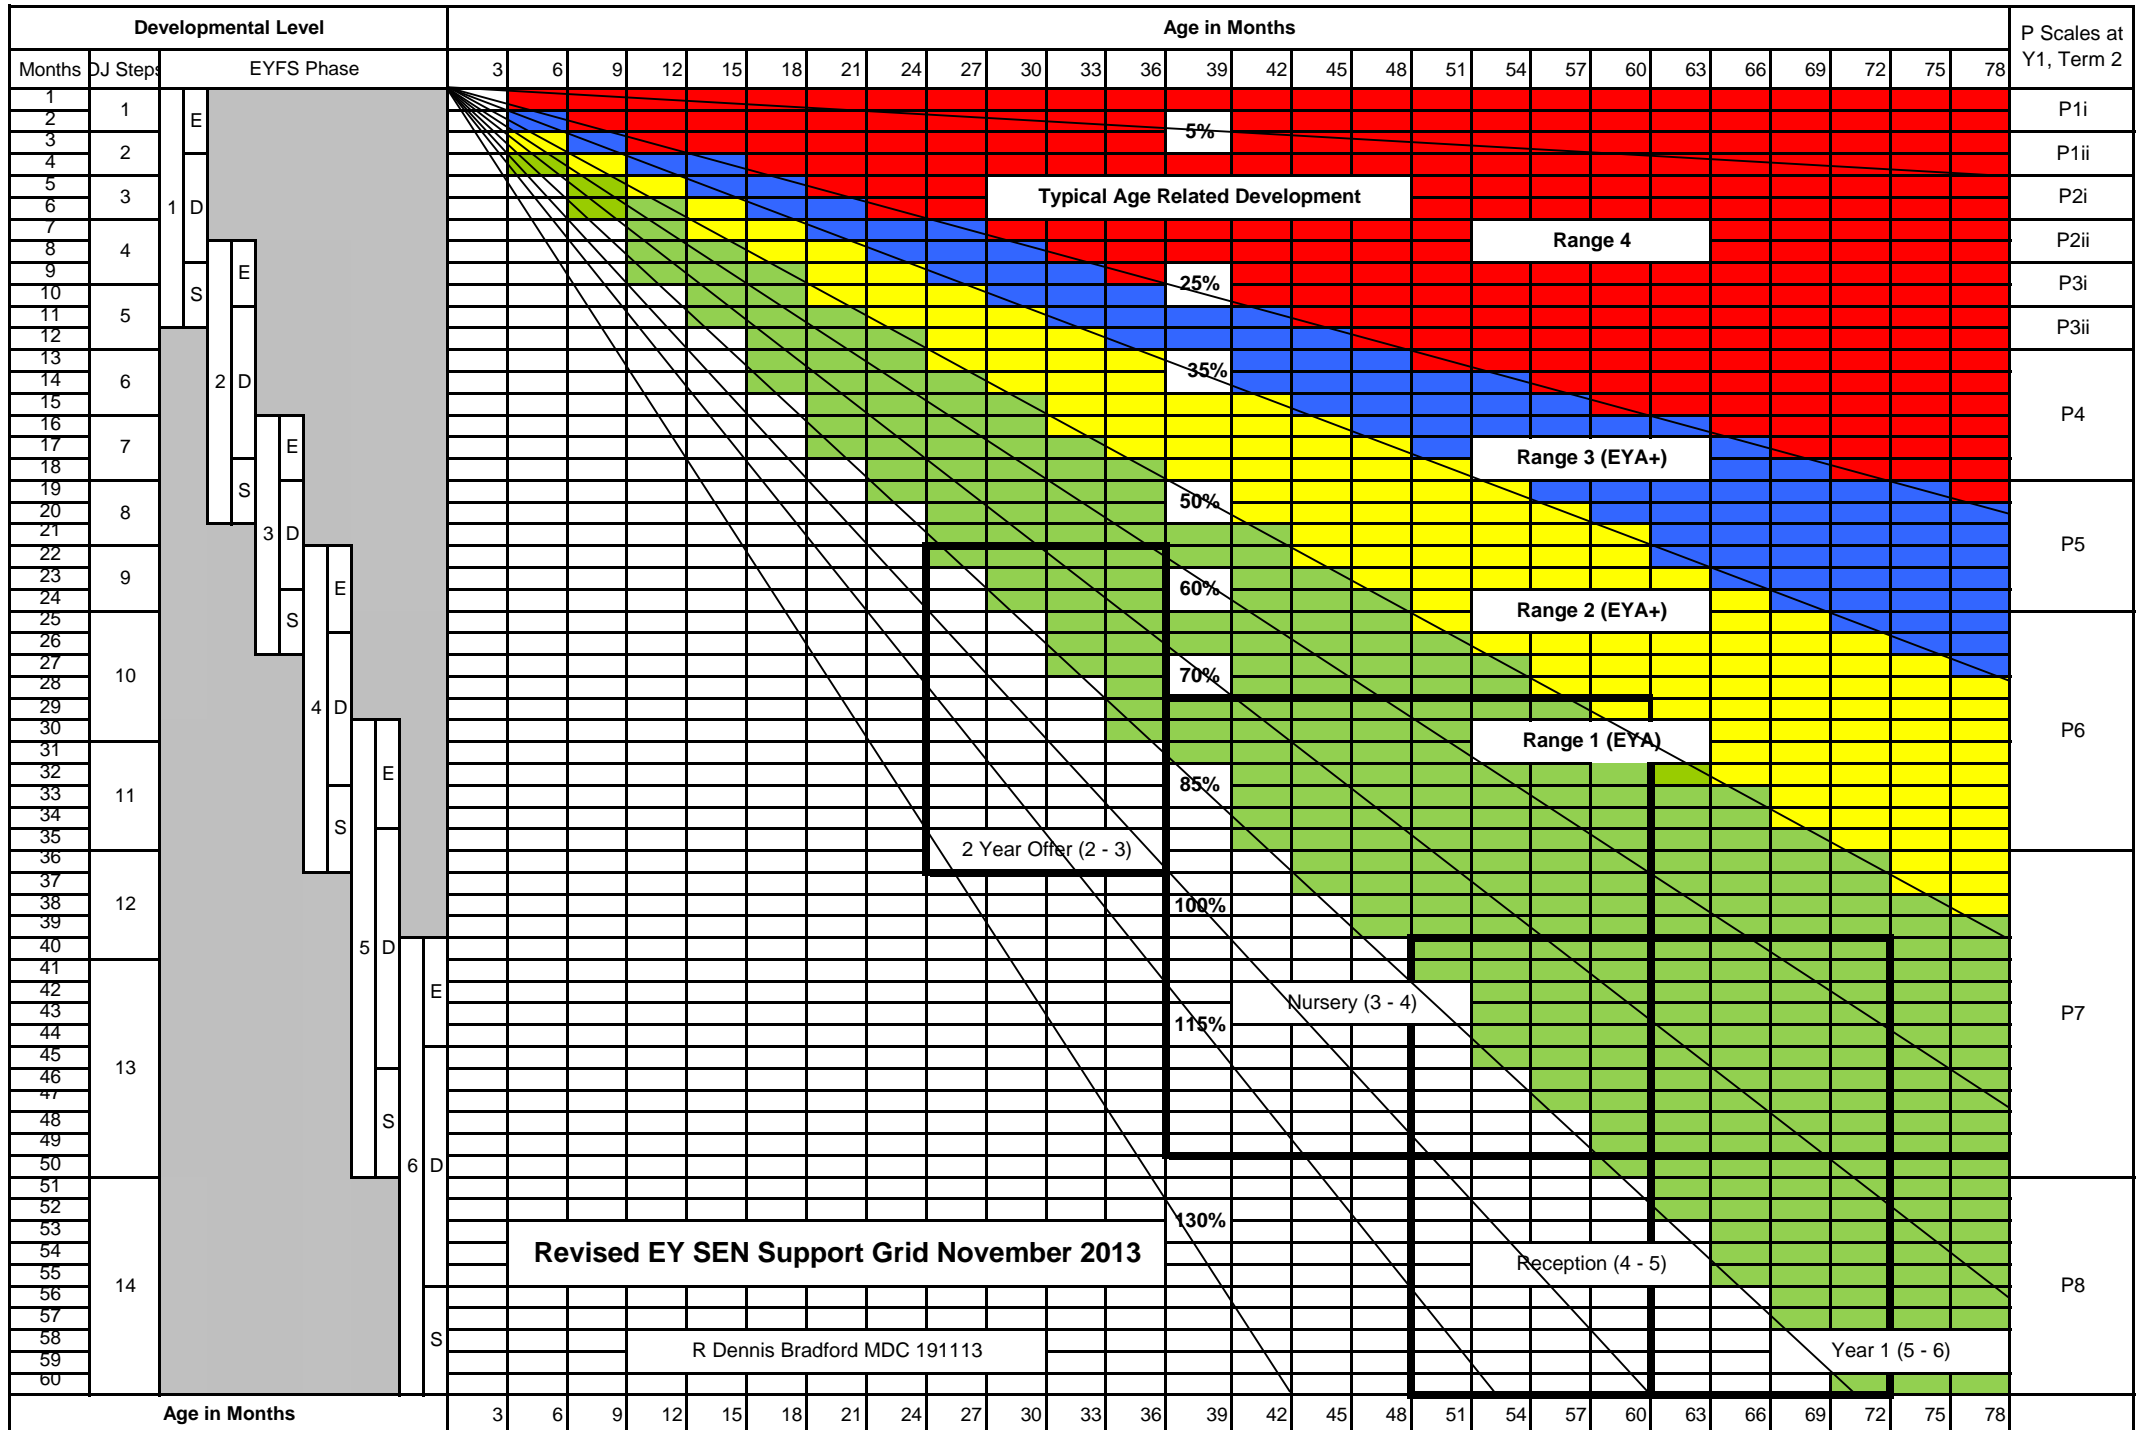 Developmental Level Age in Months P Scales at
Y1, Term 2
Months DJ Steps EYFS Phase 3 6 9 12 15 18 21 24 27 30 33 36 39 42 45 48 51 54 57 60 63 66 69 72 75 78
1
1
E
P1i
2
3
5%
4
2
P1ii
5
3
1 D
Typical Age Related Development
P2i
6
7
8
4
E
Range 4
P2ii
9
10
S
25%
P3i
11
5
P3ii
12
13
14
6
2 D
35%
15
16
P4
17
7
E
18
Range 3 (EYA+)
19
S
20
8
50%
21
3 D
22
P5
23
9
24
E
60%
25
S
Range 2 (EYA+)
26
27
28
10
70%
29
4 D
30
31
Range 1 (EYA)
P6
32
E
33
11
85%
34
35
S
36
2 Year Offer (2 - 3)
37
38
12
100%
39
40
5 D
41
42
E
43
Nursery (3 - 4)
P7
44
115%
45
46
13
47
48
S
49
50
6 D
51
52
53
130%
54
Revised EY SEN Support Grid November 2013
55
Reception (4 - 5)
56
14
P8
57
58
S
59
R Dennis Bradford MDC 191113
Year 1 (5 - 6)
60
Age in Months 3 6 9 12 15 18 21 24 27 30 33 36 39 42 45 48 51 54 57 60 63 66 69 72 75 78